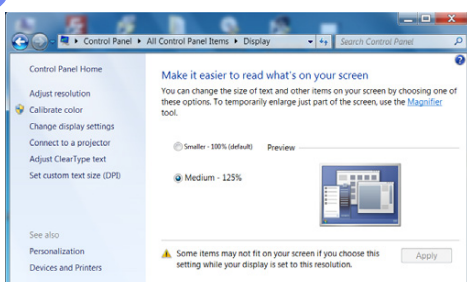 Control Panel ▸ All Control Panel Items ▸ Display
Search Control Panel
Control Panel Home
Adjust resolution
Calibrate color
Change display settings
Connect to a projector
Adjust ClearType text
Set custom text size (DPI)
See also
Personalization
Devices and Printers
Make it easier to read what's on your screen
You can change the size of text and other items on your screen by choosing one of
these options. To temporarily enlarge just part of the screen, use the Magnifier
tool.
Smaller - 100% (default) Preview
Medium - 125%
Some items may not fit on your screen if you choose this
setting while your display is set to this resolution.
Apply